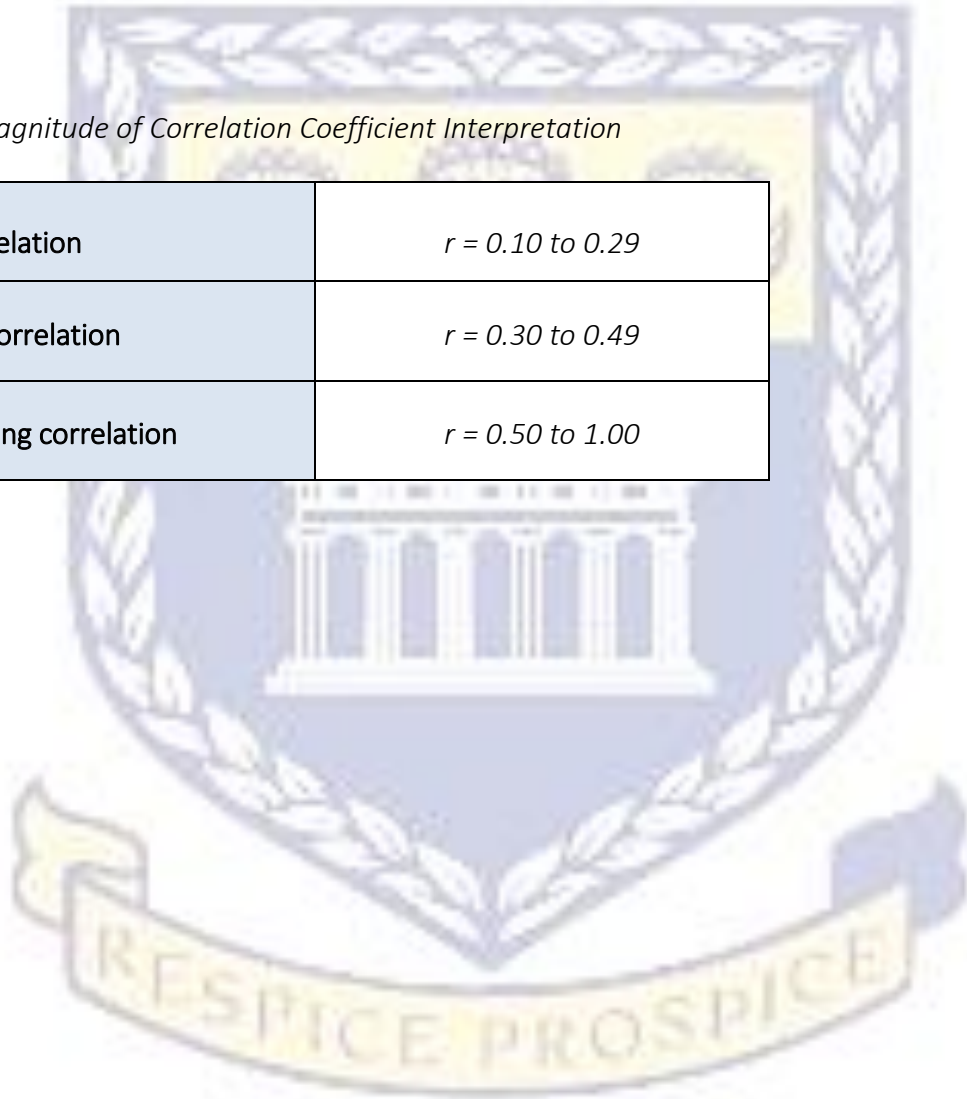 agnitude of Correlation Coefficient Interpretation
elation r = 0.10 to 0.29
orrelation r = 0.30 to 0.49
ng correlation r = 0.50 to 1.00
RESPICE PROSPICE